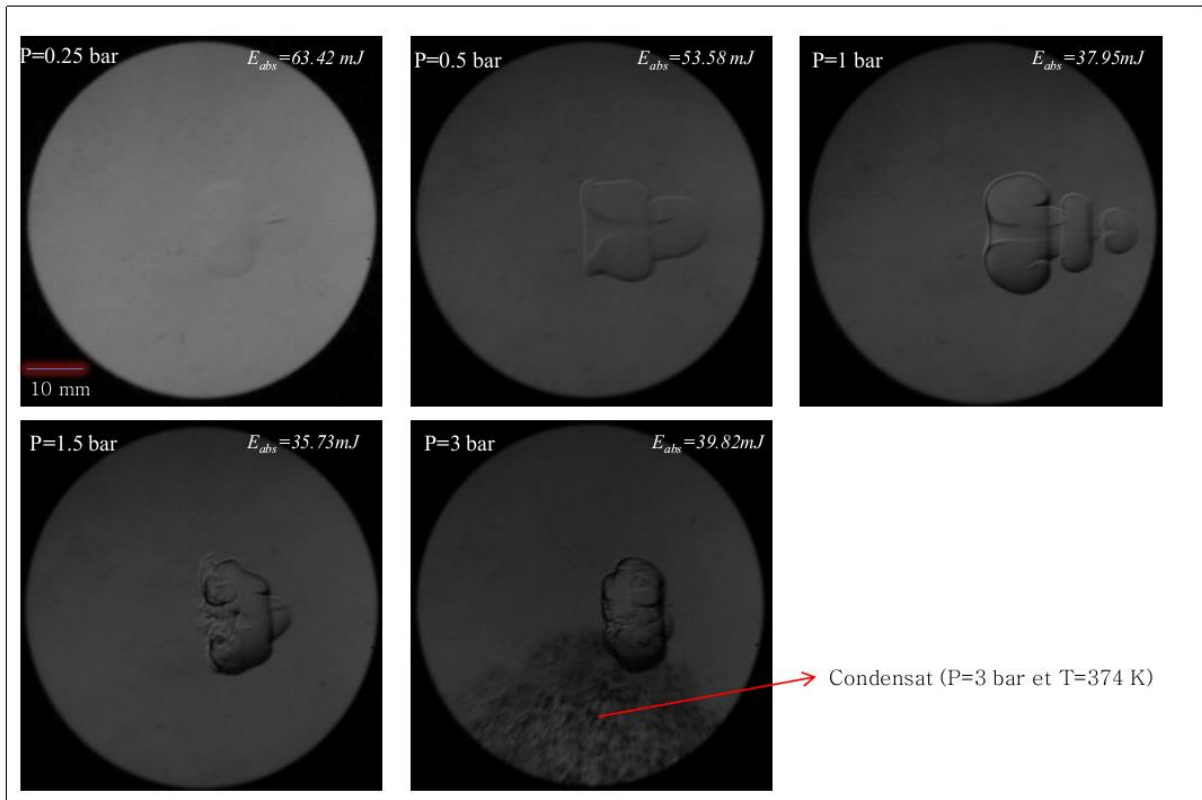 P=0.25 bar
E_abs=63.42 mJ
P=0.5 bar
E_abs=53.58 mJ
P=1 bar
E_abs=37.95mJ
10 mm
P=1.5 bar
E_abs=35.73mJ
P=3 bar
E_abs=39.82mJ
Condensat (P=3 bar et T=374 K)